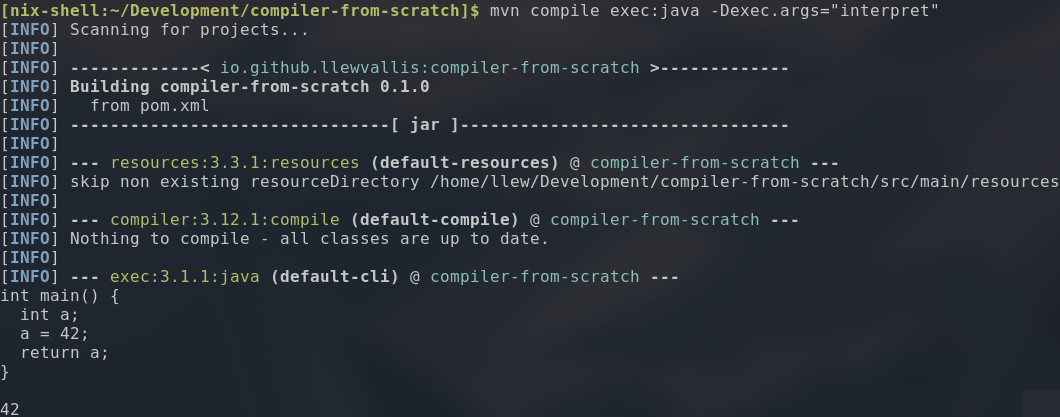 [nix-shell:~/Development/compiler-from-scratch]$ mvn compile exec:java -Dexec.args="interpret"
[INFO] Scanning for projects...
[INFO]
[INFO] -------------< io.github.llewvallis:compiler-from-scratch >-------------
[INFO] Building compiler-from-scratch 0.1.0
[INFO]   from pom.xml
[INFO] --------------------------------[ jar ]---------------------------------
[INFO]
[INFO] --- resources:3.3.1:resources (default-resources) @ compiler-from-scratch ---
[INFO] skip non existing resourceDirectory /home/llew/Development/compiler-from-scratch/src/main/resources
[INFO]
[INFO] --- compiler:3.12.1:compile (default-compile) @ compiler-from-scratch ---
[INFO] Nothing to compile - all classes are up to date.
[INFO]
[INFO] --- exec:3.1.1:java (default-cli) @ compiler-from-scratch ---
int main() {
  int a;
  a = 42;
  return a;
}

42